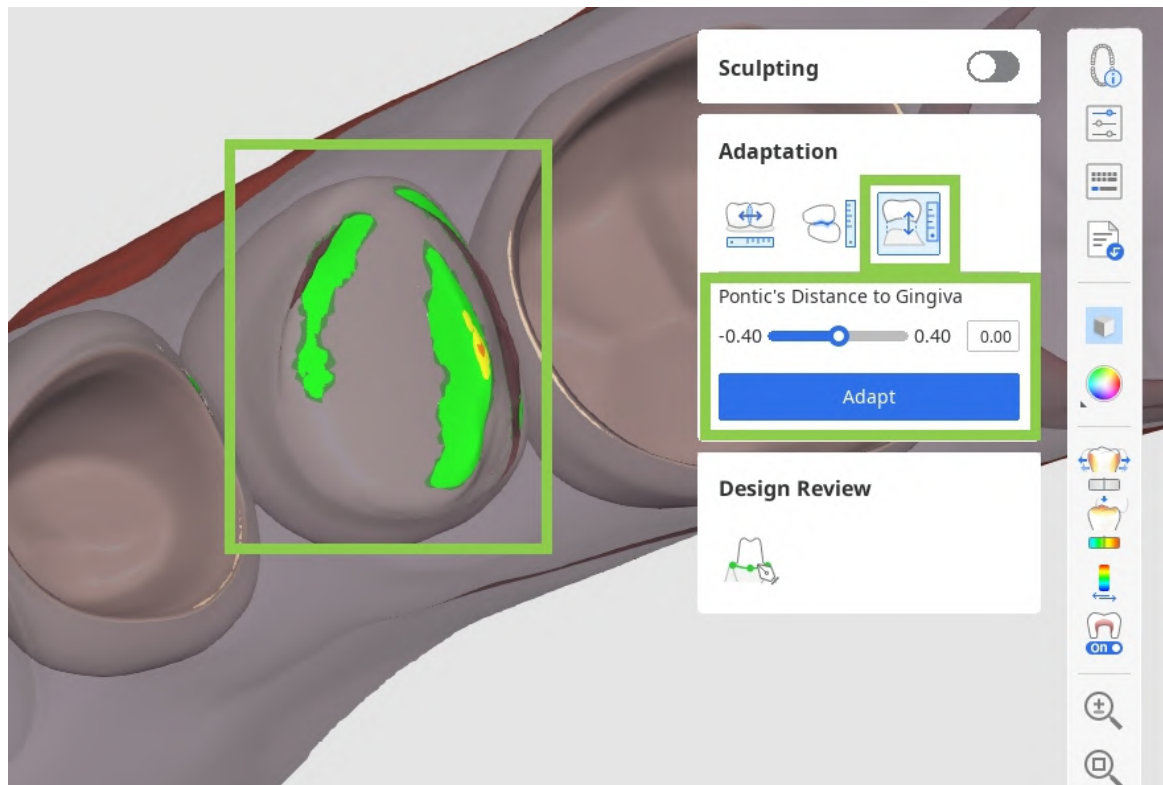 Sculpting
Adaptation
Pontic's Distance to Gingiva
-0.40 0.40 0.00
Adapt
Design Review
On